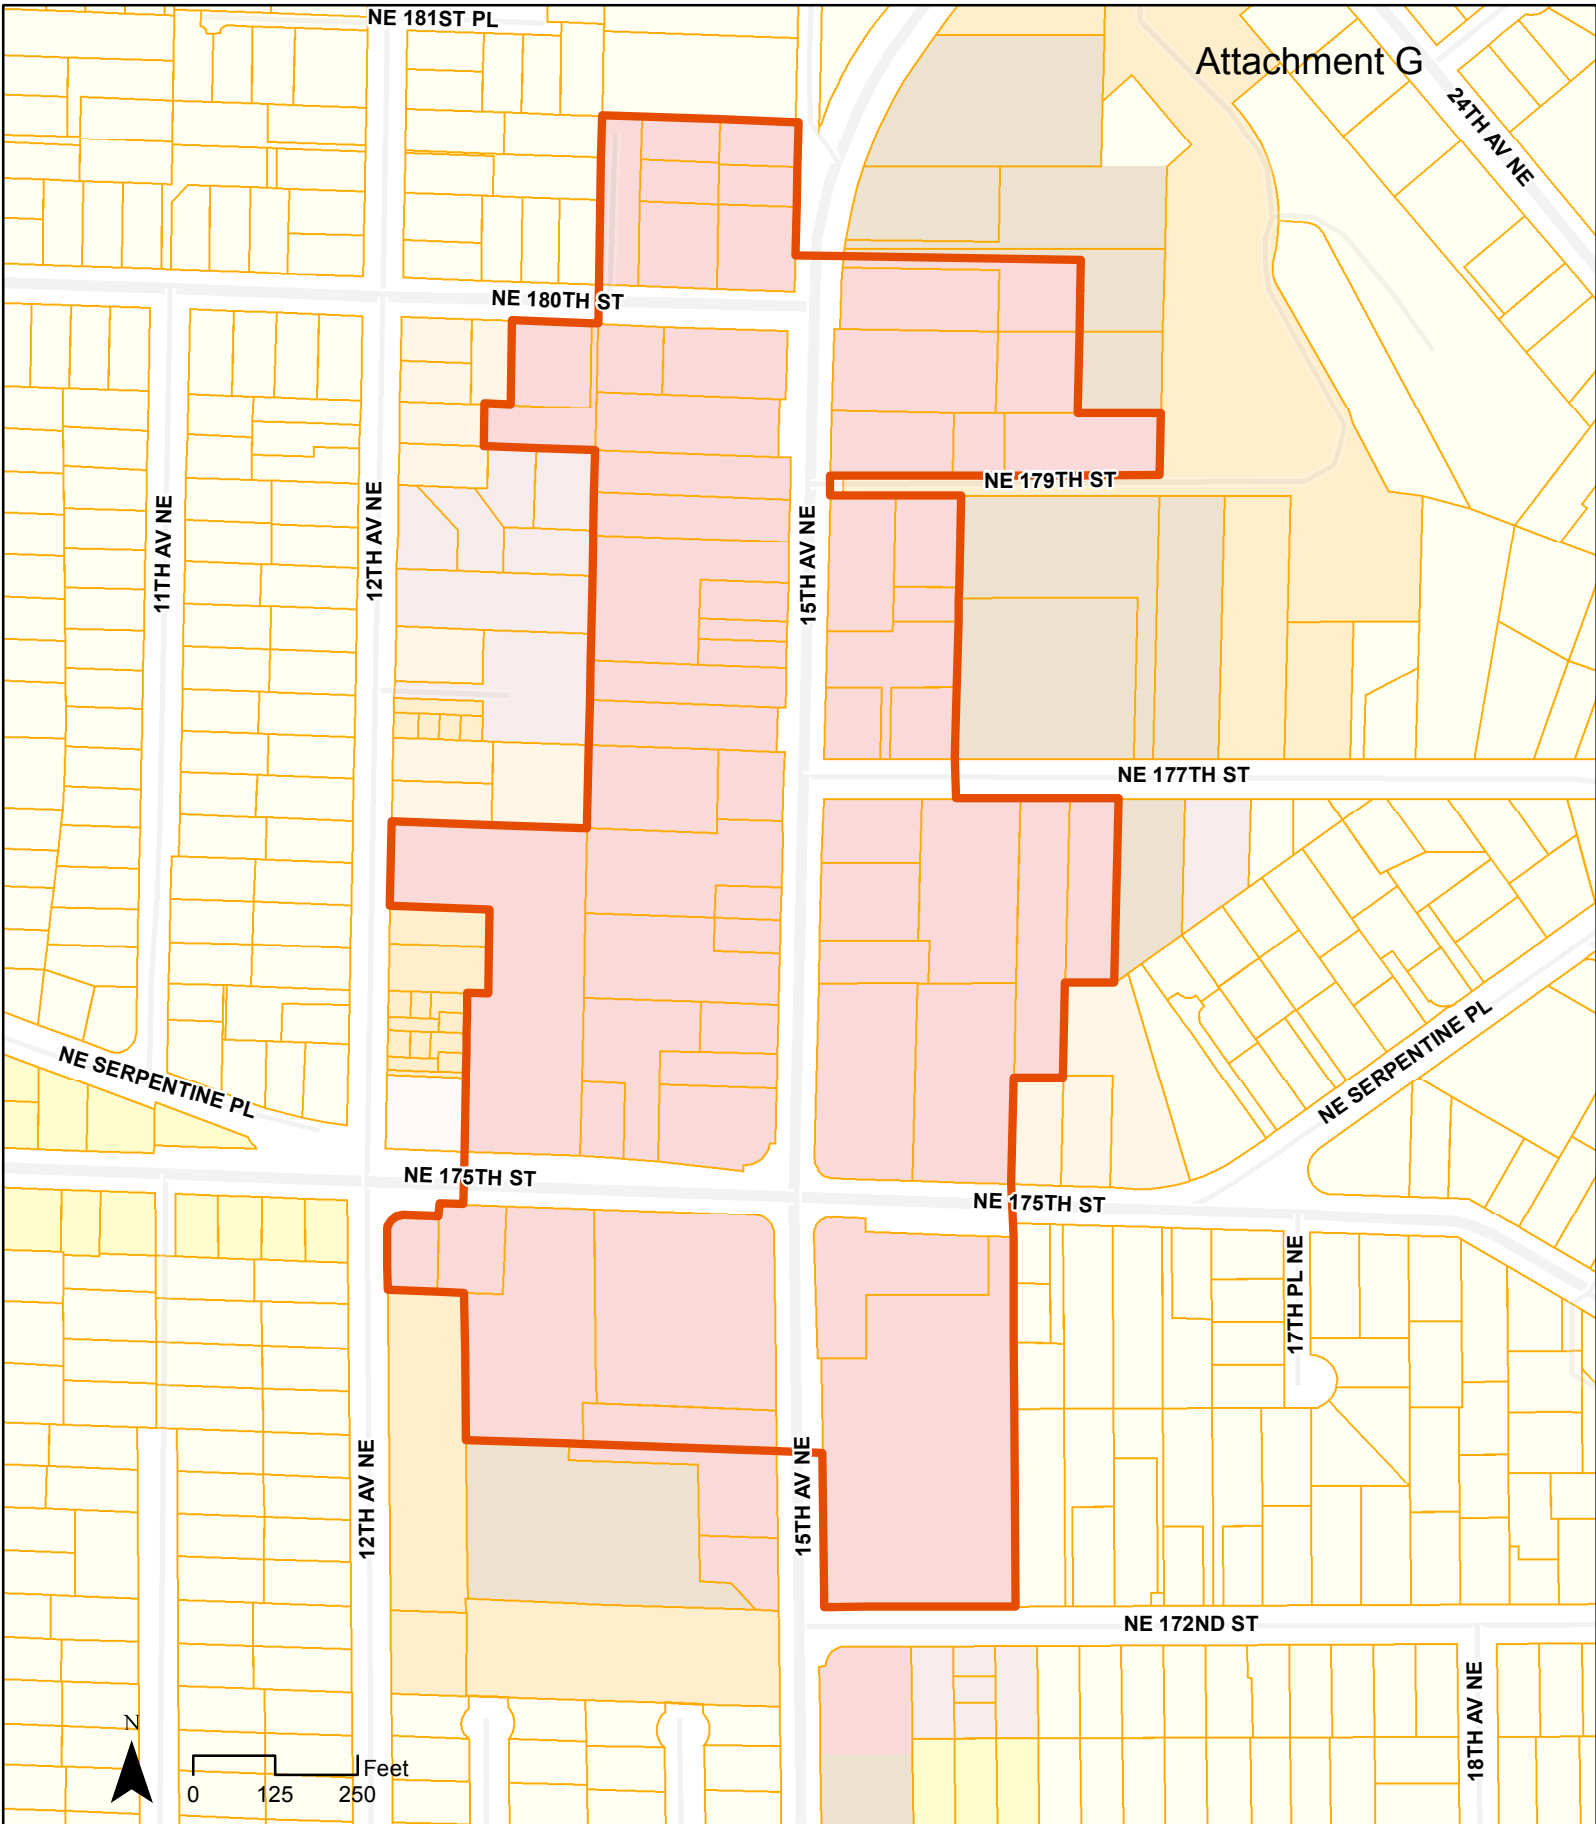 NE 181ST PL
Attachment G
24TH AV NE
NE 180TH ST
NE 179TH ST
11TH AV NE
12TH AV NE
15TH AV NE
NE 177TH ST
NE SERPENTINE PL
NE SERPENTINE PL
NE 175TH ST
NE 175TH ST
17TH PL NE
12TH AV NE
15TH AV NE
NE 172ND ST
18TH AV NE
N
Feet
0 125 250